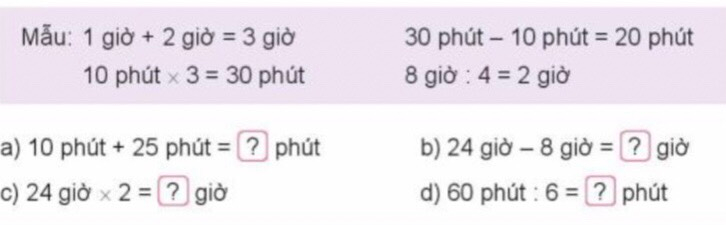 Mẫu: 1 giờ + 2 giờ = 3 giờ 30 phút – 10 phút = 20 phút
10 phút × 3 = 30 phút 8 giờ : 4 = 2 giờ
a) 10 phút + 25 phút = ? phút b) 24 giờ – 8 giờ = ? giờ
c) 24 giờ × 2 = ? giờ d) 60 phút : 6 = ? phút